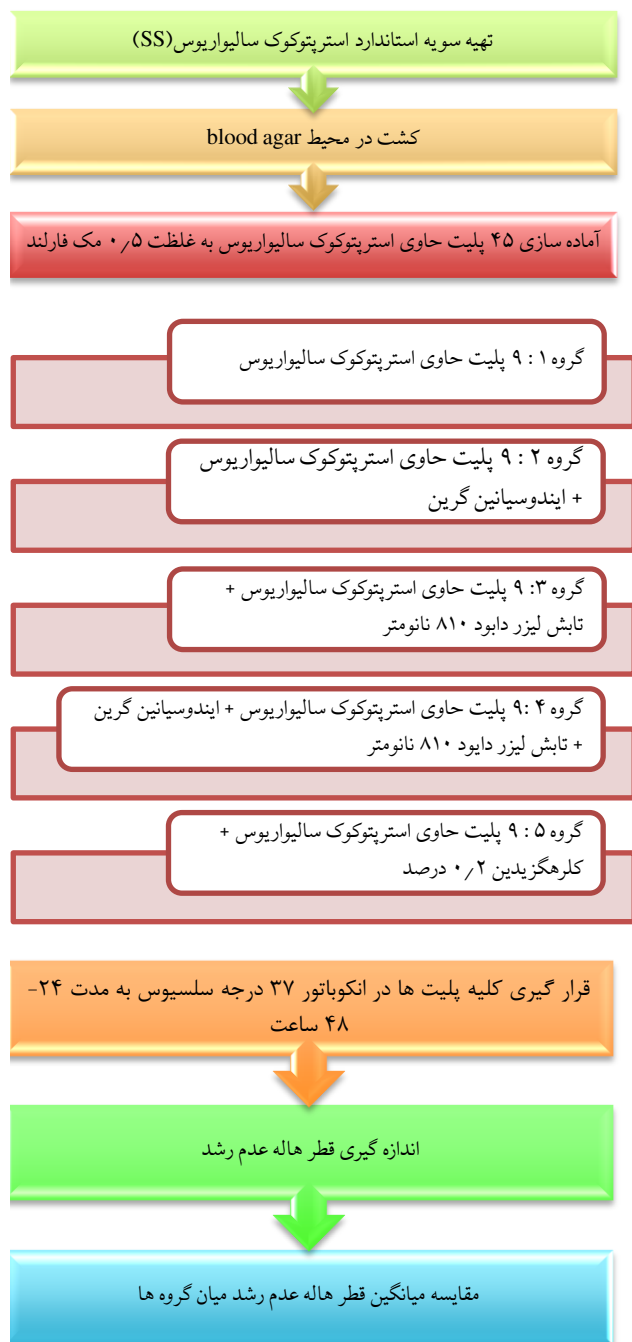 تهیه سویه استاندارد استرپتوکوک سالیواریوس(SS)
کشت در محیط blood agar
آماده سازی ۴۵ پلیت حاوی استرپتوکوک سالیواریوس به غلظت ۰٫۵ مک فارلند
گروه ۱ : ۹ پلیت حاوی استرپتوکوک سالیواریوس
گروه ۲ : ۹ پلیت حاوی استرپتوکوک سالیواریوس
+ ایندوسیانین گرین
گروه ۳: ۹ پلیت حاوی استرپتوکوک سالیواریوس +
تابش لیزر دابود ۸۱۰ نانومتر
گروه ۴ :۹ پلیت حاوی استرپتوکوک سالیواریوس + ایندوسیانین گرین
+ تابش لیزر دایود ۸۱۰ نانومتر
گروه ۵ : ۹ پلیت حاوی استرپتوکوک سالیواریوس +
کلرهگزیدین ۰٫۲ درصد
قرار گیری کلیه پلیت ها در انکوباتور ۳۷ درجه سلسیوس به مدت ۲۴-
۴۸ ساعت
اندازه گیری قطر هاله عدم رشد
مقایسه میانگین قطر هاله عدم رشد میان گروه ها